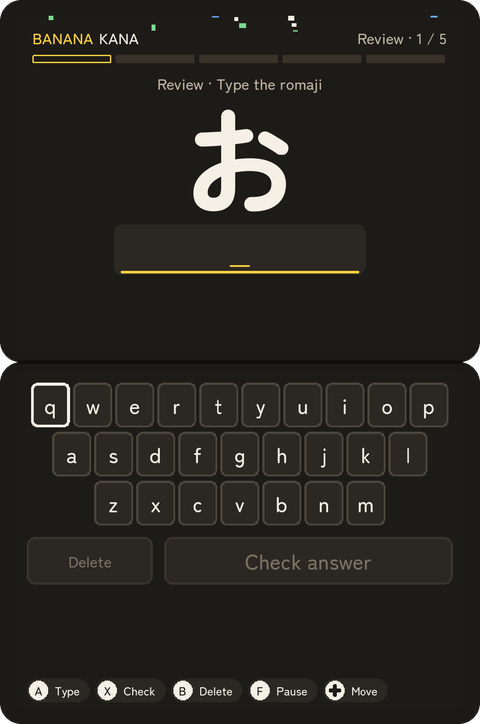 BANANA KANA Review · 1 / 5
Review · Type the romaji
お
q w e r t y u i o p
a s d f g h j k l
z x c v b n m
Delete Check answer
A Type X Check B Delete F Pause Move